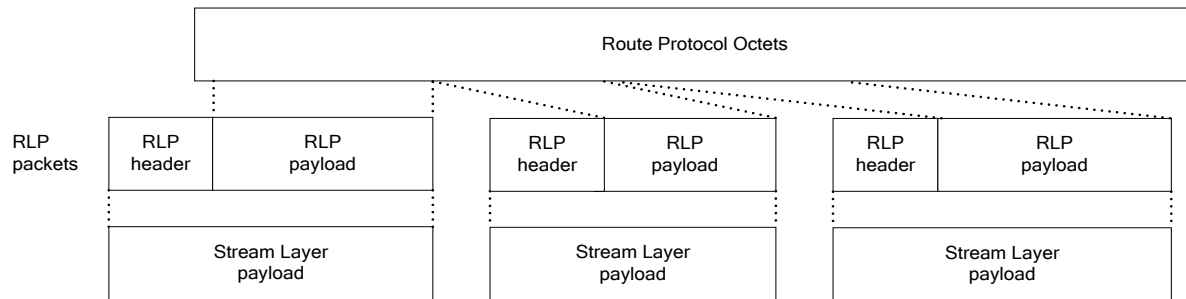 Route Protocol Octets
RLP
packets
RLP
header
RLP
payload
RLP
header
RLP
payload
RLP
header
RLP
payload
Stream Layer
payload
Stream Layer
payload
Stream Layer
payload